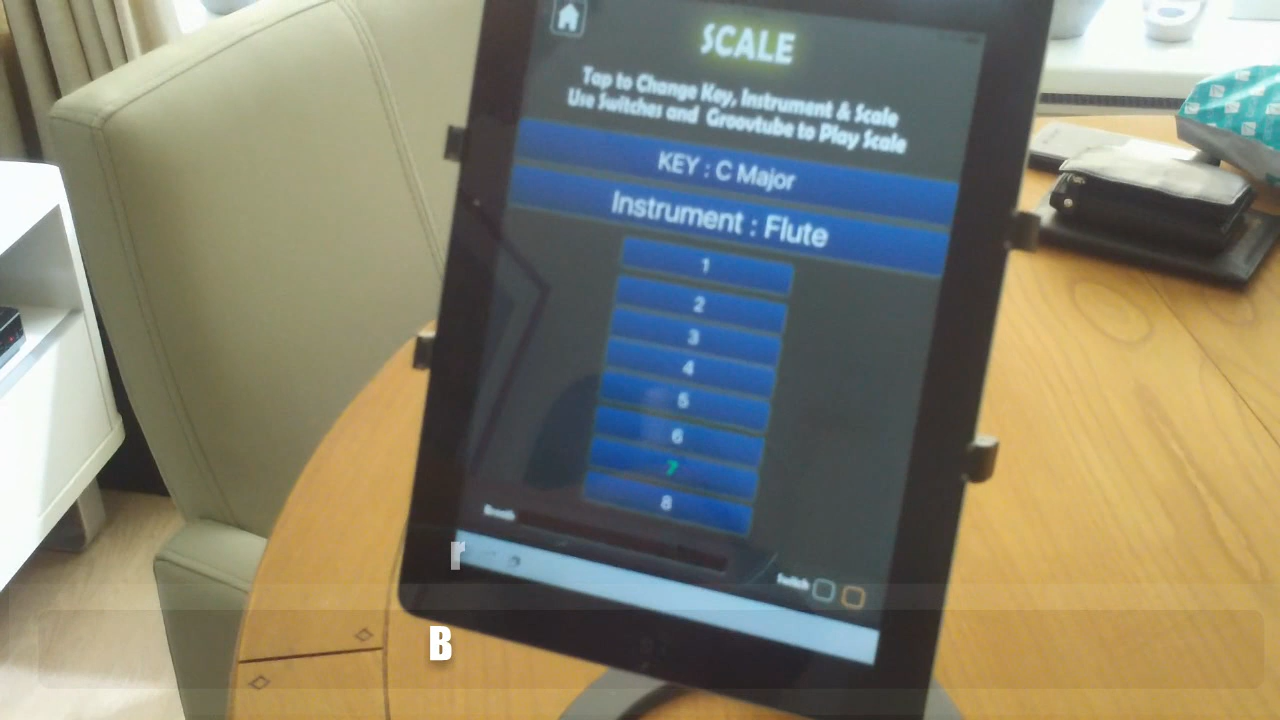 SCALE
Tap to Change Key, Instrument & Scale
Use Switches and Groovtube to Play Scale
KEY : C Major
Instrument : Flute
1
2
3
4
5
6
7
8
Breath
Switch
r
B